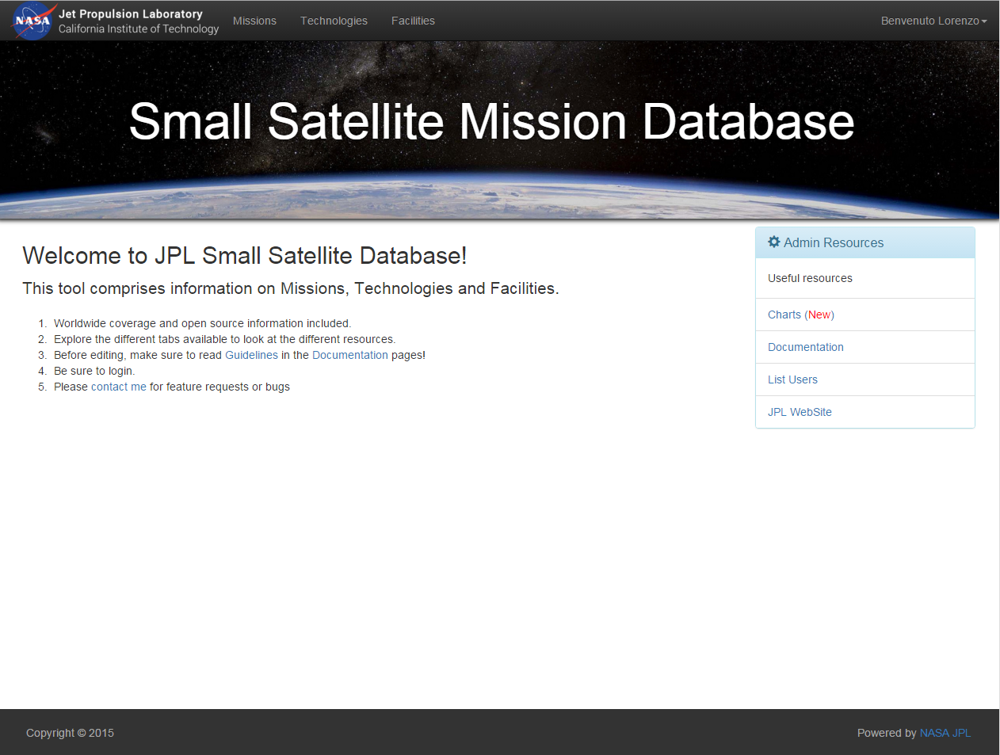 NASA
Jet Propulsion Laboratory
California Institute of Technology
Missions Technologies Facilities
Benvenuto Lorenzo
Small Satellite Mission Database
Welcome to JPL Small Satellite Database!
This tool comprises information on Missions, Technologies and Facilities.
1. Worldwide coverage and open source information included.
2. Explore the different tabs available to look at the different resources.
3. Before editing, make sure to read Guidelines in the Documentation pages!
4. Be sure to login.
5. Please contact me for feature requests or bugs
Admin Resources
Useful resources
Charts (New)
Documentation
List Users
JPL WebSite
Copyright © 2015
Powered by NASA JPL